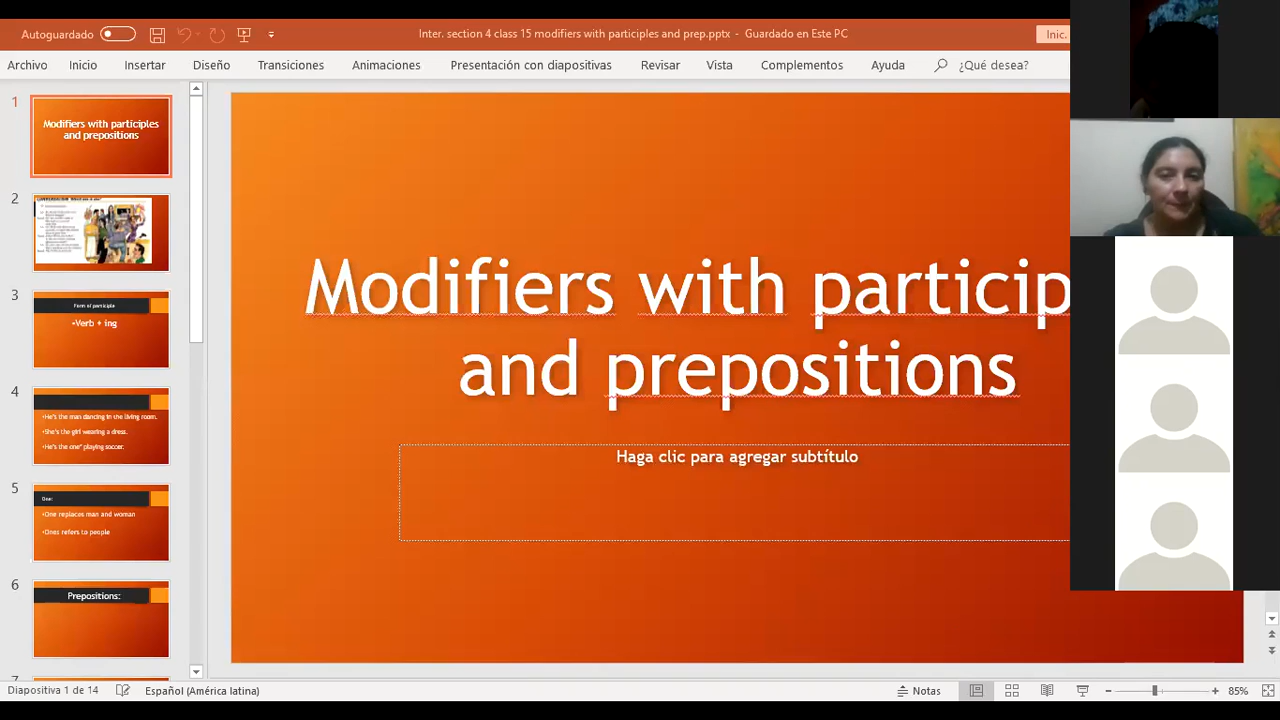 Autoguardado
Inter. section 4 class 15 modifiers with participles and prep.pptx - Guardado en Este PC
Inic.
Archivo Inicio Insertar Diseño Transiciones Animaciones Presentación con diapositivas Revisar Vista Complementos Ayuda ¿Qué desea?
1
Modifiers with participles
and prepositions
2
3
Form of participle
•Verb + ing
4
•He's the man dancing in the living room.
•She's the girl wearing a dress.
•He's the one* playing soccer.
5
One:
•One replaces man and woman
•Ones refers to people
6
Prepositions:
Modifiers with particip
and prepositions
Haga clic para agregar subtítulo
Diapositiva 1 de 14 Español (América latina) Notas 85%